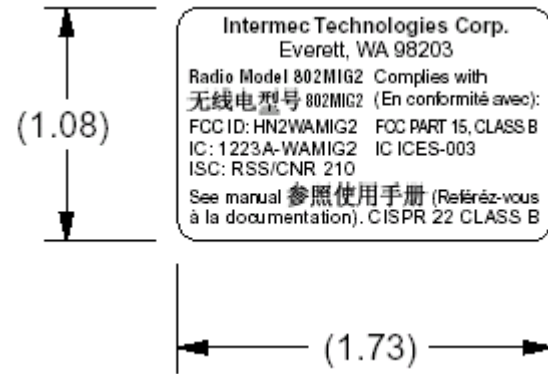 Intermec Technologies Corp.
Everett, WA 98203
Radio Model 802MIG2 Complies with
无线电型号 802MIG2 (En conformité avec):
FCC ID: HN2WAMIG2 FCC PART 15, CLASS B
IC: 1223A-WAMIG2 IC ICES-003
ISC: RSS/CNR 210
See manual 参照使用手册 (Referéz-vous
à la documentation). CISPR 22 CLASS B
(1.08)
(1.73)